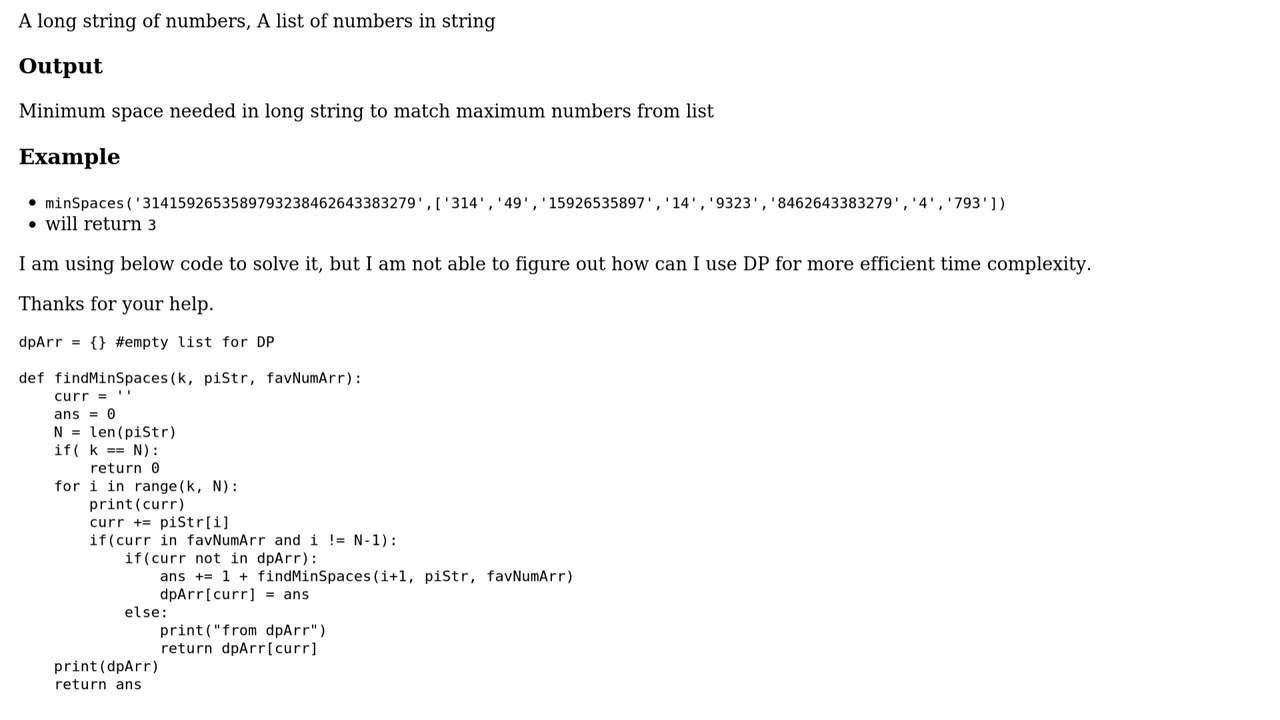 A long string of numbers, A list of numbers in string
Output
Minimum space needed in long string to match maximum numbers from list
Example
• minSpaces('3141592653589793238462643383279',['314','49','15926535897','14','9323','8462643383279','4','793'])
• will return 3
I am using below code to solve it, but I am not able to figure out how can I use DP for more efficient time complexity.
Thanks for your help.
dpArr = {} #empty list for DP
def findMinSpaces(k, piStr, favNumArr):
    curr = ''
    ans = 0
    N = len(piStr)
    if( k == N):
        return 0
    for i in range(k, N):
        print(curr)
        curr += piStr[i]
        if(curr in favNumArr and i != N-1):
            if(curr not in dpArr):
                ans += 1 + findMinSpaces(i+1, piStr, favNumArr)
                dpArr[curr] = ans
            else:
                print("from dpArr")
                return dpArr[curr]
    print(dpArr)
    return ans